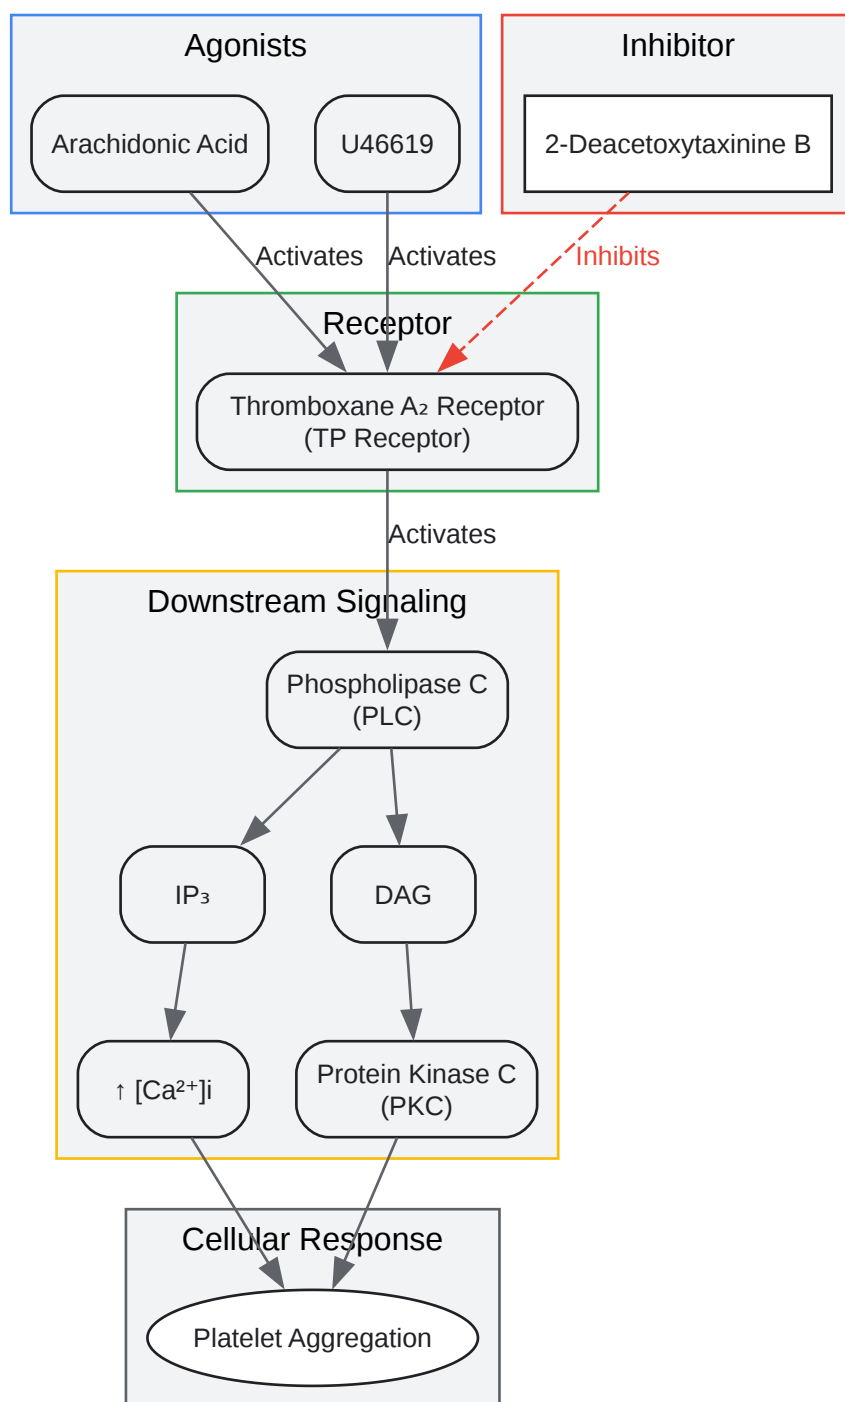 Agonists
Inhibitor
Arachidonic Acid
U46619
2-Deacetoxytaxinine B
Activates
Activates
Inhibits
Receptor
Thromboxane A₂ Receptor
(TP Receptor)
Activates
Downstream Signaling
Phospholipase C
(PLC)
IP₃
DAG
↑ [Ca²⁺]i
Protein Kinase C
(PKC)
Cellular Response
Platelet Aggregation